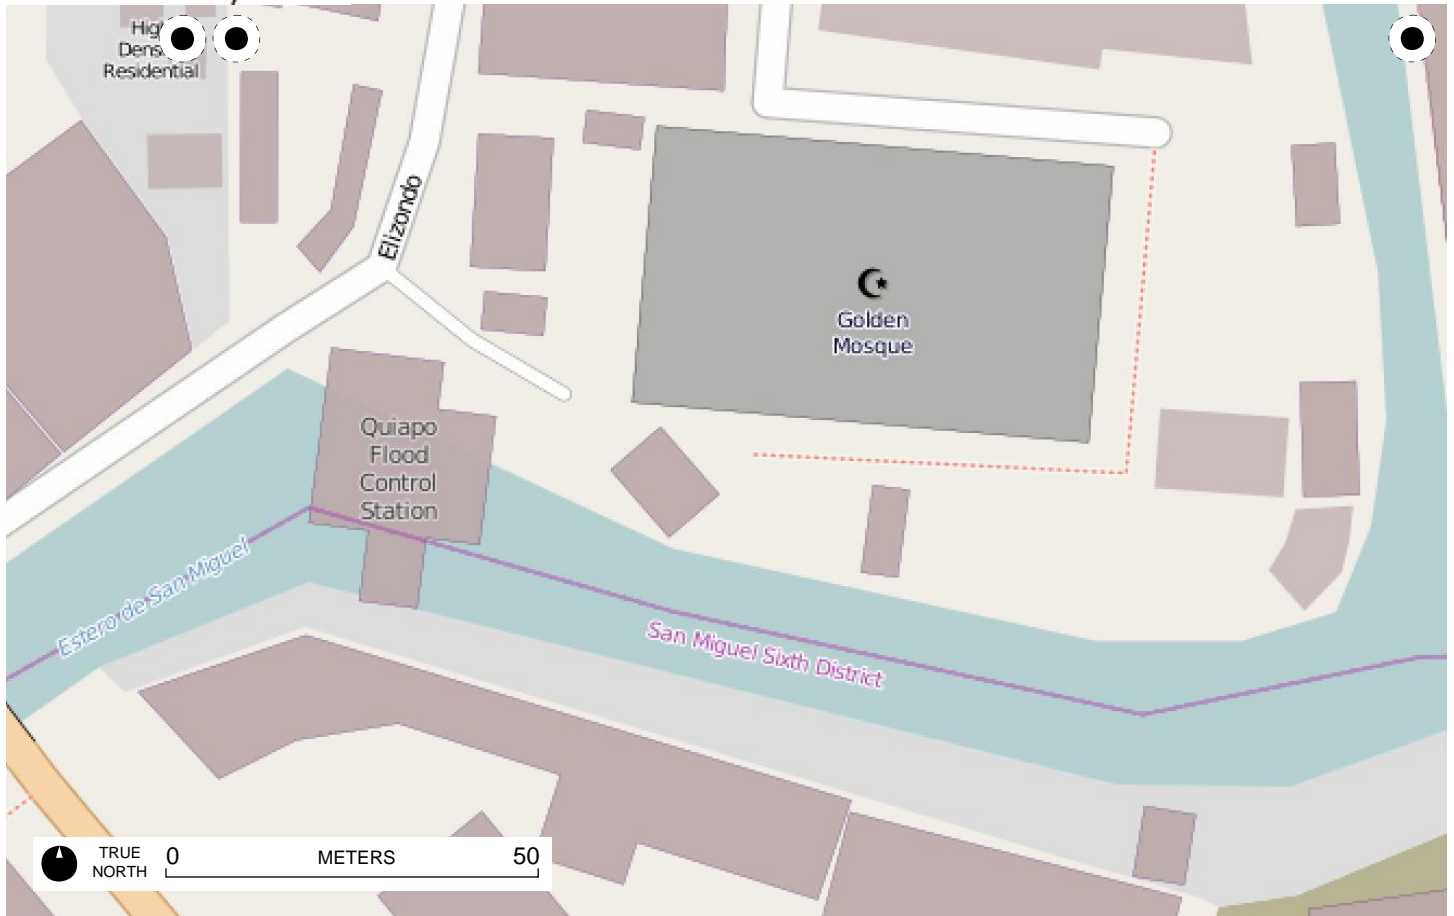 Residential
Elizondo
Golden
Mosque
Quiapo
Flood
Control
Station
Estero de San Miguel
San Miguel Sixth District
TRUE
NORTH
0
METERS
50